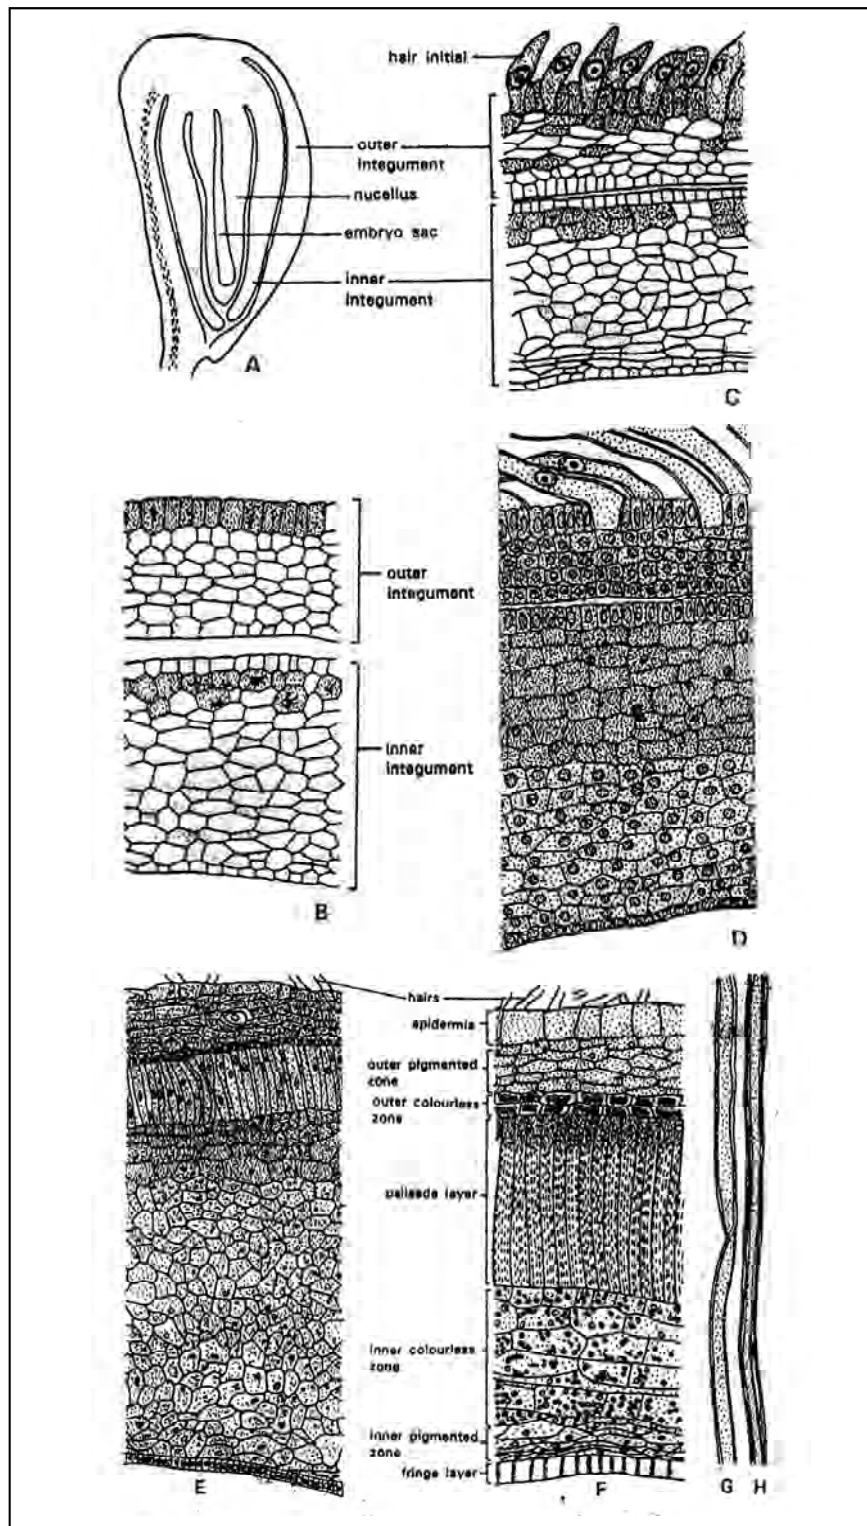 hair initial
outer
integument
nucellus
embryo sac
inner
integument
A
C
outer
integument
inner
integument
B
D
hairs
epidermis
outer pigmented
zone
outer colourless
zone
palisade layer
inner colourless
zone
inner pigmented
zone
fringe layer
E
F
G
H